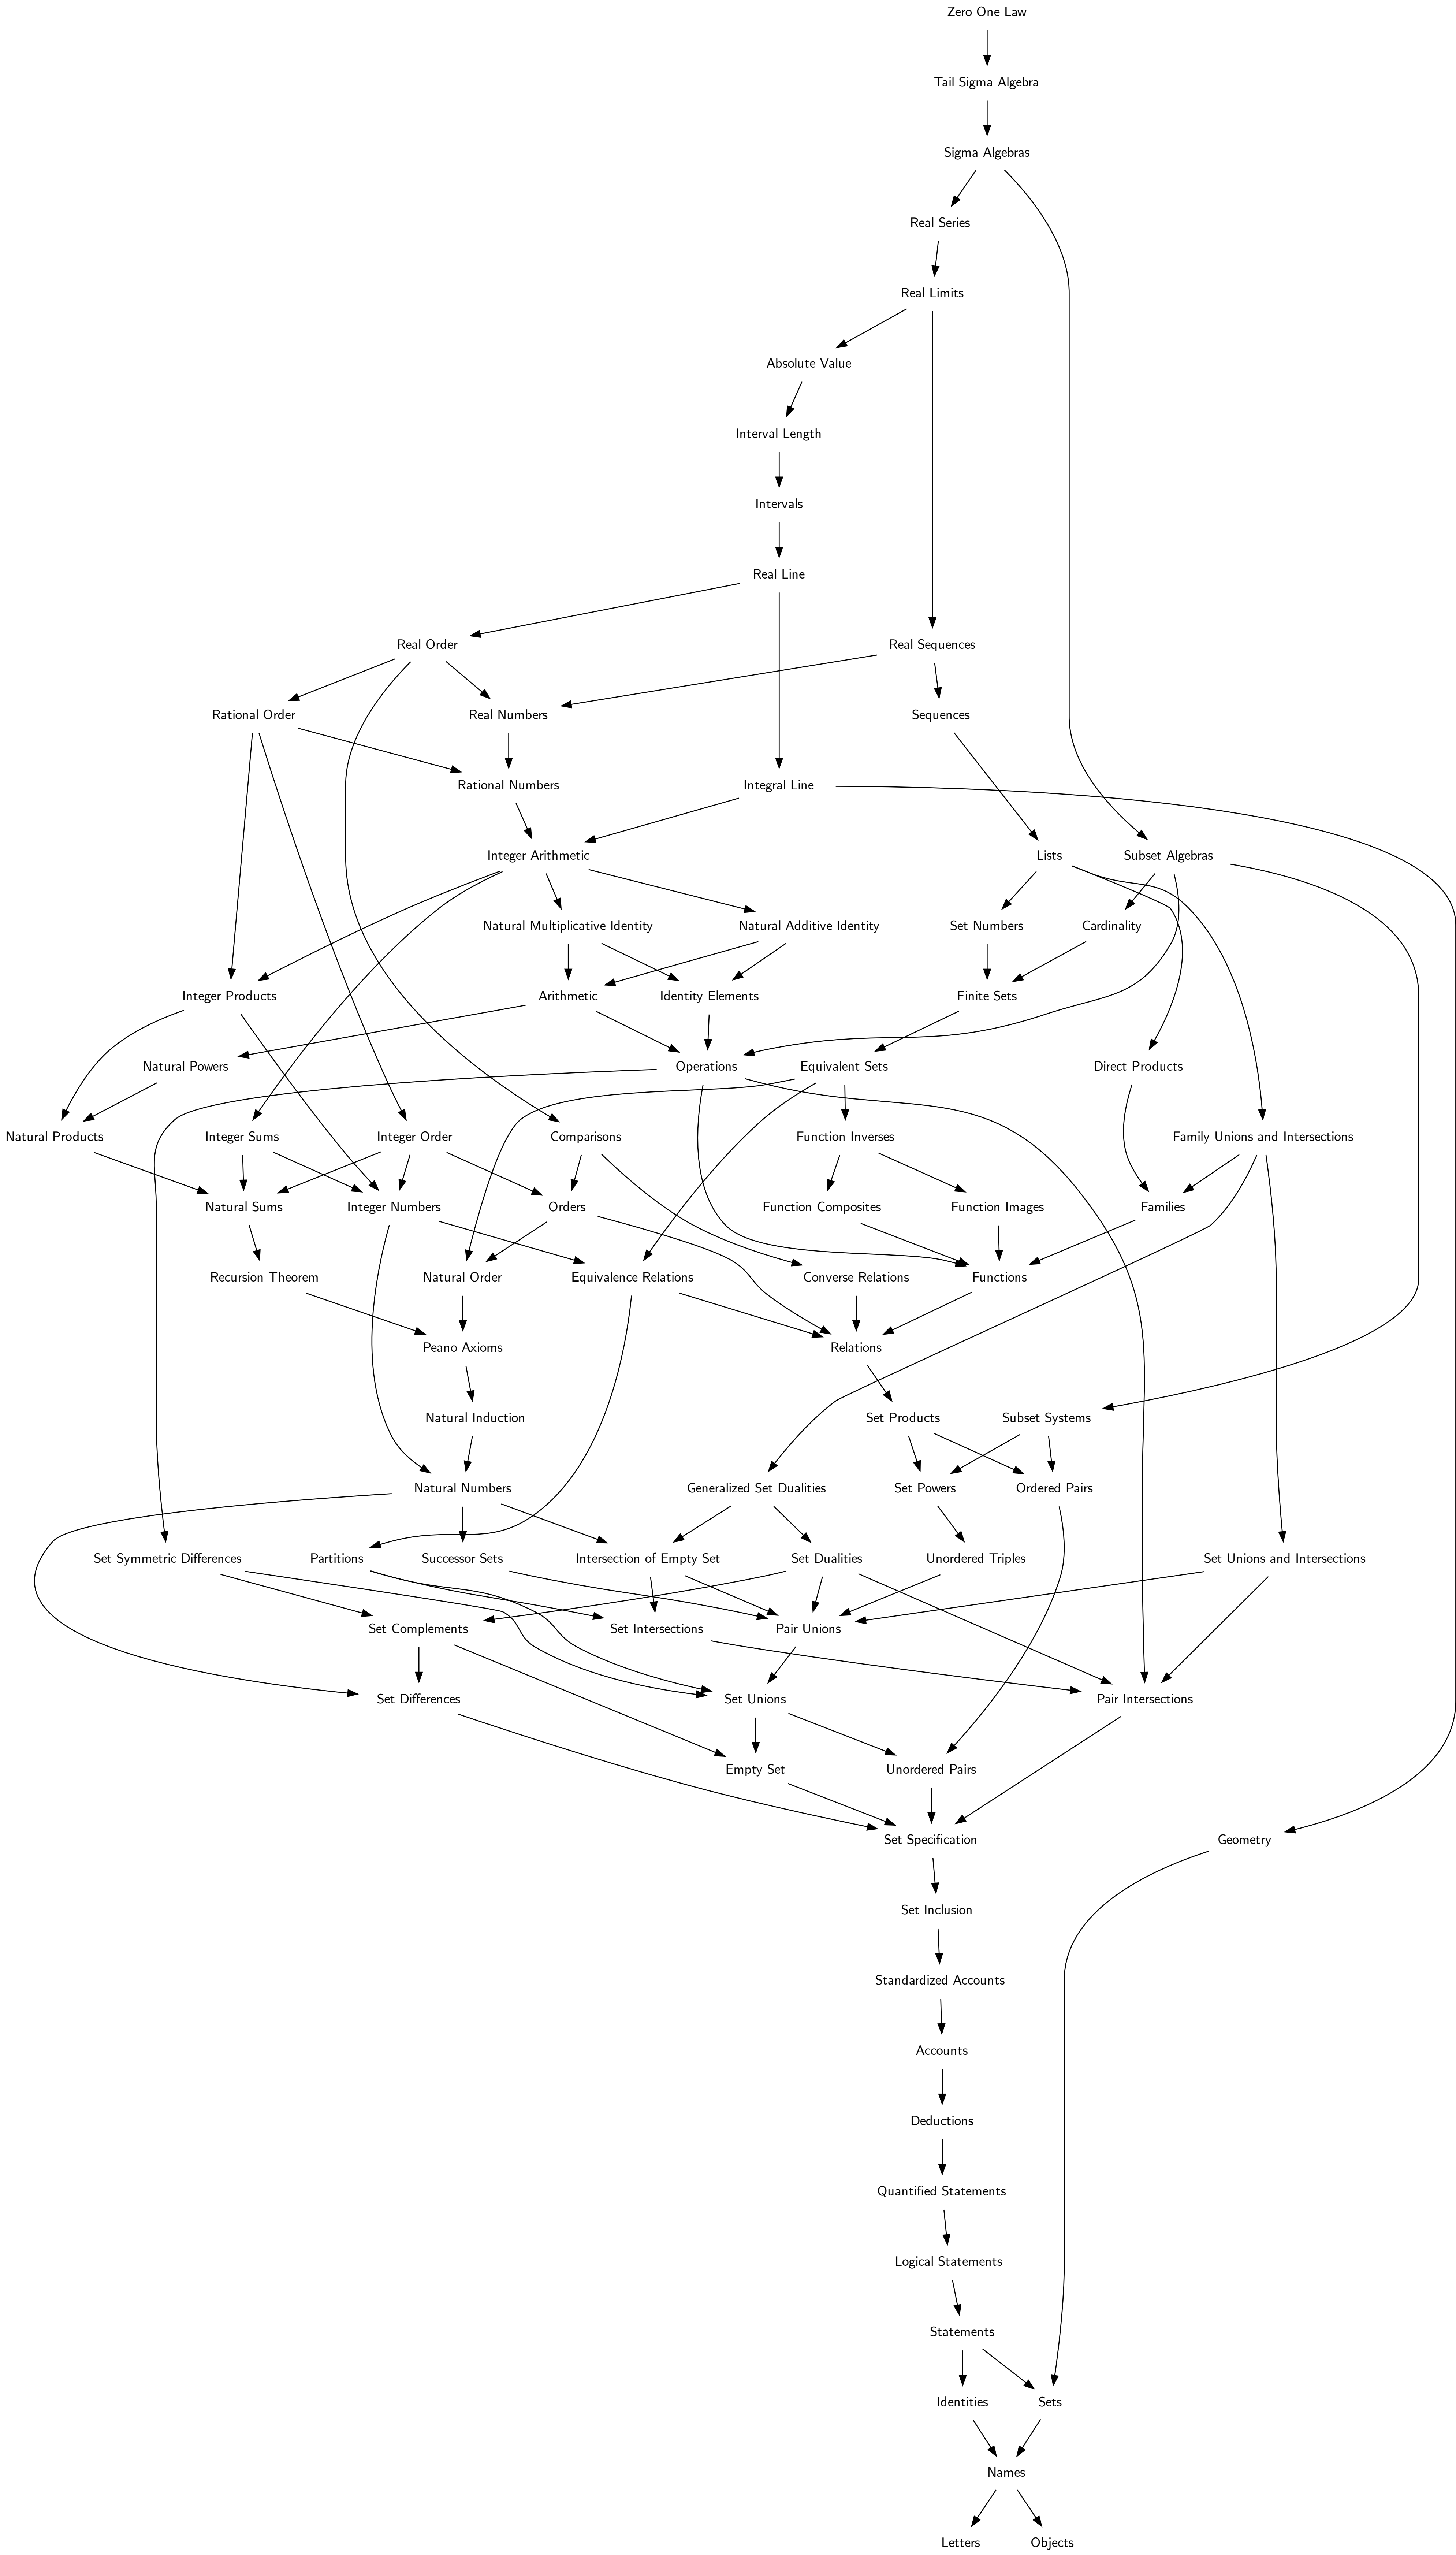 Zero One Law
Tail Sigma Algebra
Sigma Algebras
Real Series
Real Limits
Absolute Value
Interval Length
Intervals
Real Line
Real Order
Real Sequences
Rational Order
Real Numbers
Sequences
Rational Numbers
Integral Line
Integer Arithmetic
Lists
Subset Algebras
Natural Multiplicative Identity
Natural Additive Identity
Set Numbers
Cardinality
Integer Products
Arithmetic
Identity Elements
Finite Sets
Natural Powers
Operations
Equivalent Sets
Direct Products
Natural Products
Integer Sums
Integer Order
Comparisons
Function Inverses
Family Unions and Intersections
Natural Sums
Integer Numbers
Orders
Function Composites
Function Images
Families
Recursion Theorem
Natural Order
Equivalence Relations
Converse Relations
Functions
Peano Axioms
Relations
Natural Induction
Set Products
Subset Systems
Natural Numbers
Generalized Set Dualities
Set Powers
Ordered Pairs
Set Symmetric Differences
Partitions
Successor Sets
Intersection of Empty Set
Set Dualities
Unordered Triples
Set Unions and Intersections
Set Complements
Set Intersections
Pair Unions
Set Differences
Set Unions
Pair Intersections
Empty Set
Unordered Pairs
Set Specification
Geometry
Set Inclusion
Standardized Accounts
Accounts
Deductions
Quantified Statements
Logical Statements
Statements
Identities
Sets
Names
Letters
Objects